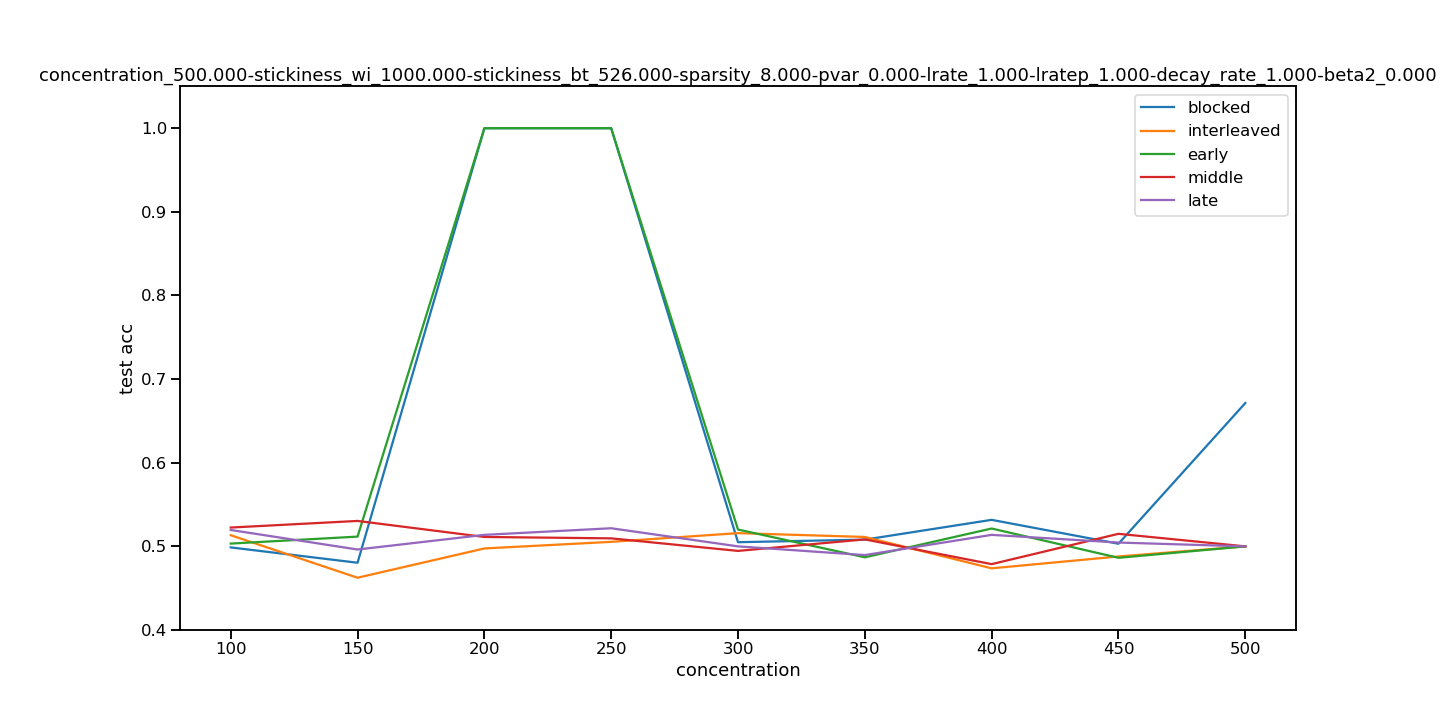 concentration_500.000-stickiness_wi_1000.000-stickiness_bt_526.000-sparsity_8.000-pvar_0.000-lrate_1.000-lratep_1.000-decay_rate_1.000-beta2_0.000
blocked
interleaved
early
middle
late
1.0
0.9
0.8
0.7
0.6
0.5
0.4
test acc
100 150 200 250 300 350 400 450 500
concentration